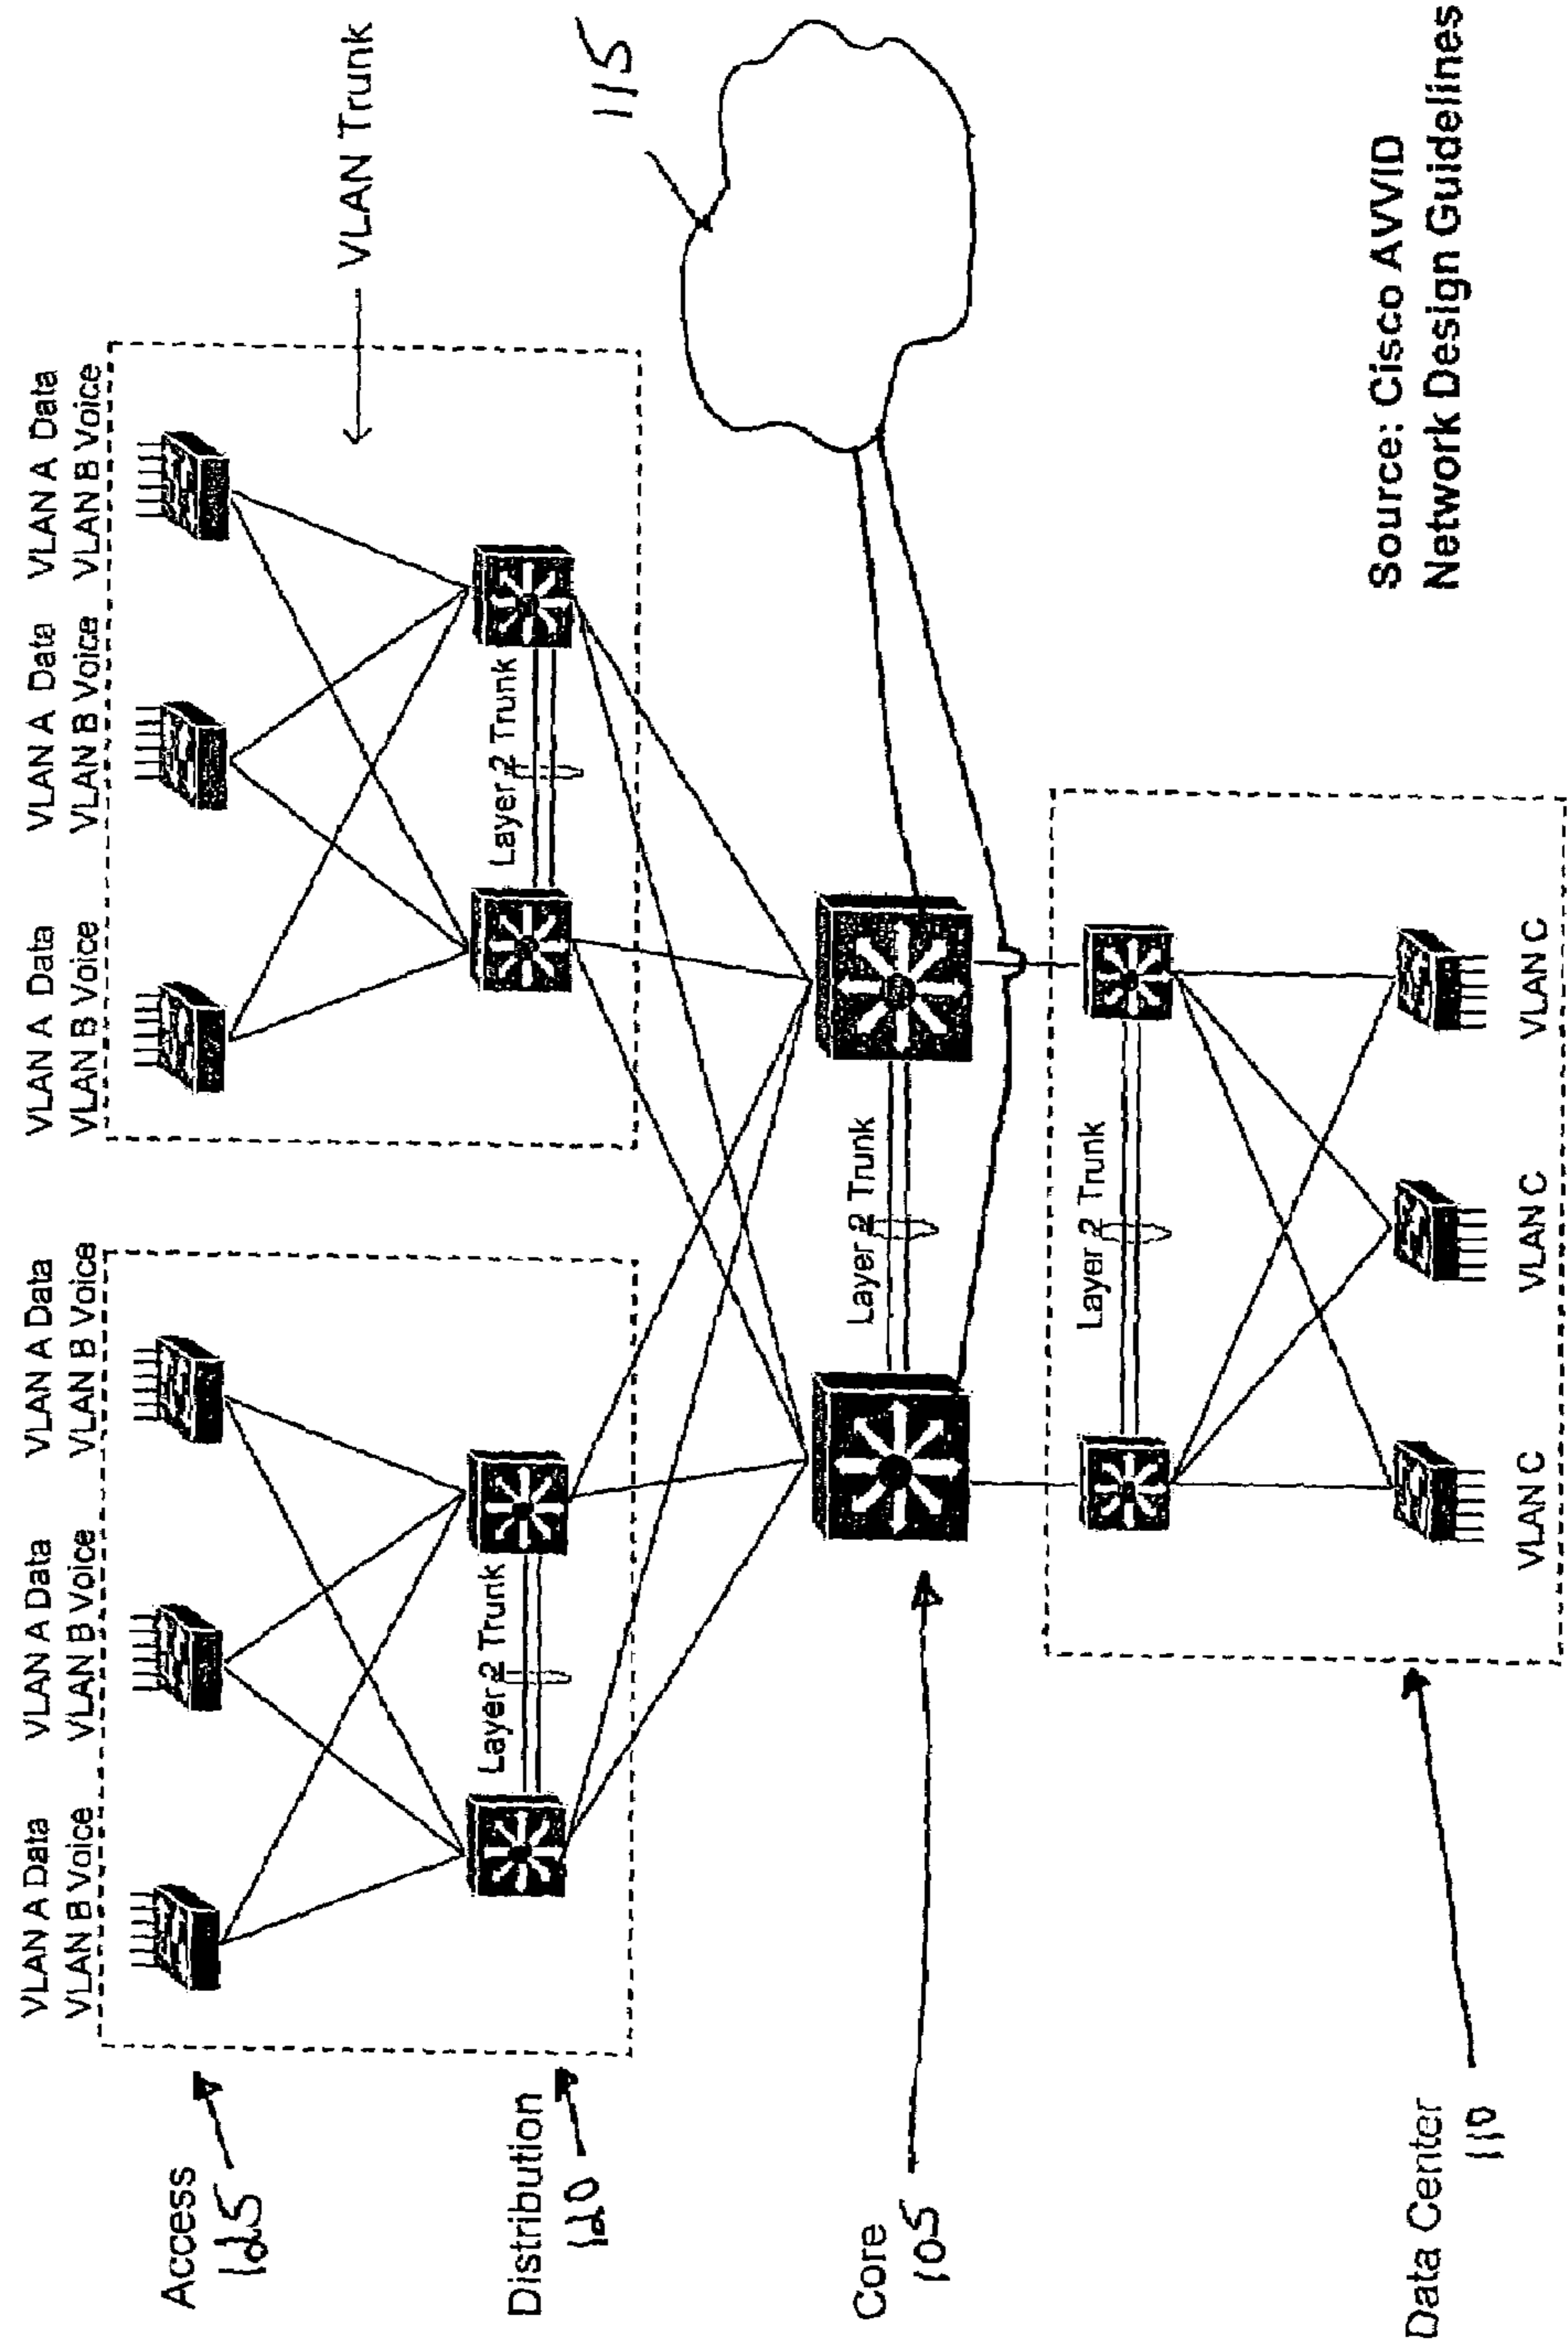 VLAN A Data VLAN A Data VLAN A Data VLAN A Data VLAN A Data VLAN A Data
VLAN B Voice VLAN B Voice VLAN B Voice VLAN B Voice VLAN B Voice VLAN B Voice
Access
125
VLAN Trunk
Distribution
120
Layer 2 Trunk
Layer 2 Trunk
115
Core
105
Layer 2 Trunk
Layer 2 Trunk
Data Center
110
VLAN C VLAN C VLAN C
Source: Cisco AVVID
Network Design Guidelines